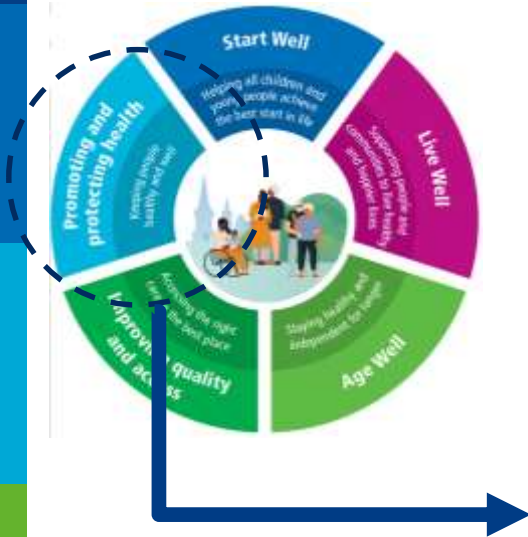 Start Well
Helping all children and
young people achieve
the best start in life
Live Well
Supporting people and
communities to live healthy
and happier lives
Age Well
Staying healthy and
independent for longer
Improving quality
and access
Accessing the right
care in the best place
Promoting and
protecting health
Keeping people
healthy and well